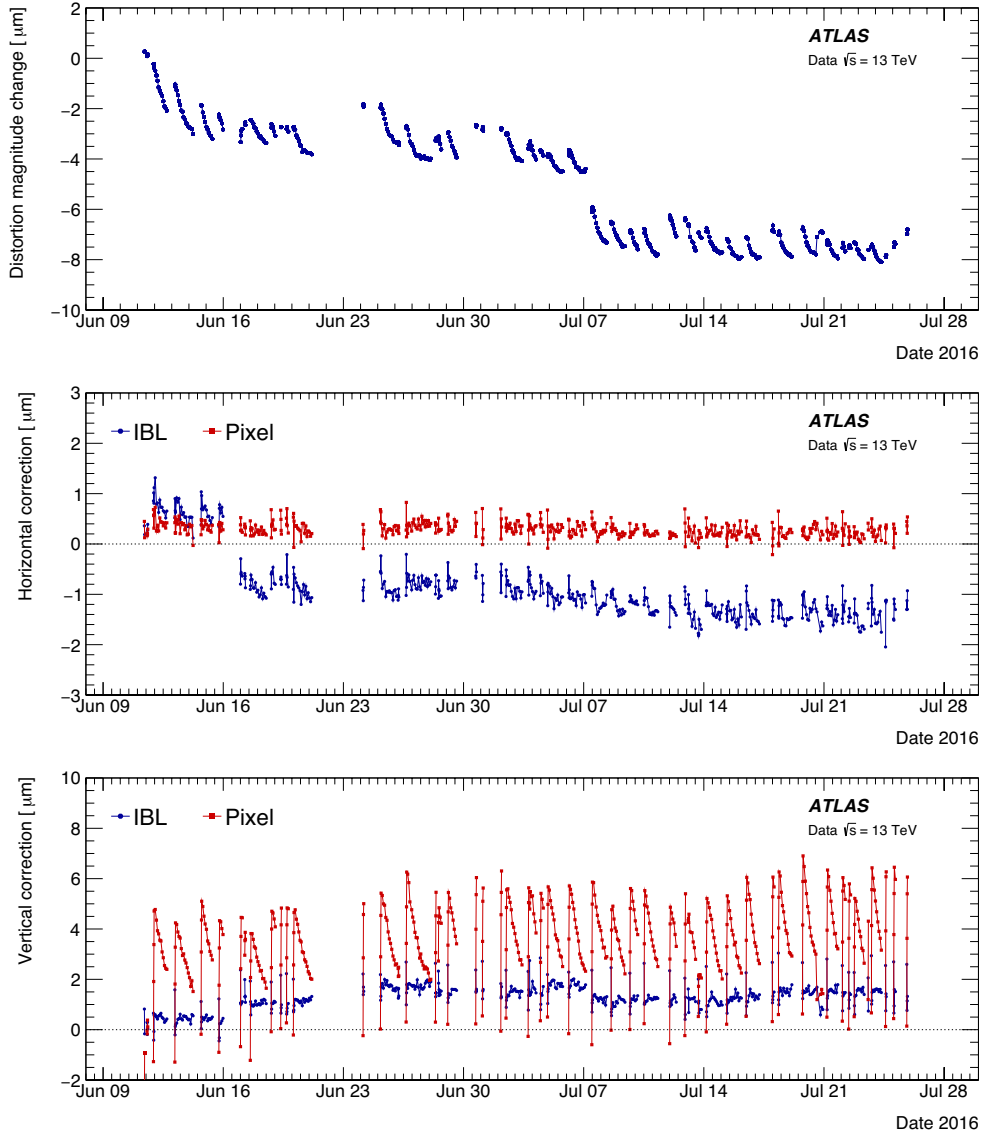 Distortion magnitude change [ μm]
2
0
−2
−4
−6
−8
−10
ATLAS
Data √s = 13 TeV
Jun 09 Jun 16 Jun 23 Jun 30 Jul 07 Jul 14 Jul 21 Jul 28
Date 2016
Horizontal correction [ μm]
3
2
1
0
−1
−2
−3
IBL Pixel
ATLAS
Data √s = 13 TeV
Jun 09 Jun 16 Jun 23 Jun 30 Jul 07 Jul 14 Jul 21 Jul 28
Date 2016
Vertical correction [ μm]
10
8
6
4
2
0
−2
IBL Pixel
ATLAS
Data √s = 13 TeV
Jun 09 Jun 16 Jun 23 Jun 30 Jul 07 Jul 14 Jul 21 Jul 28
Date 2016